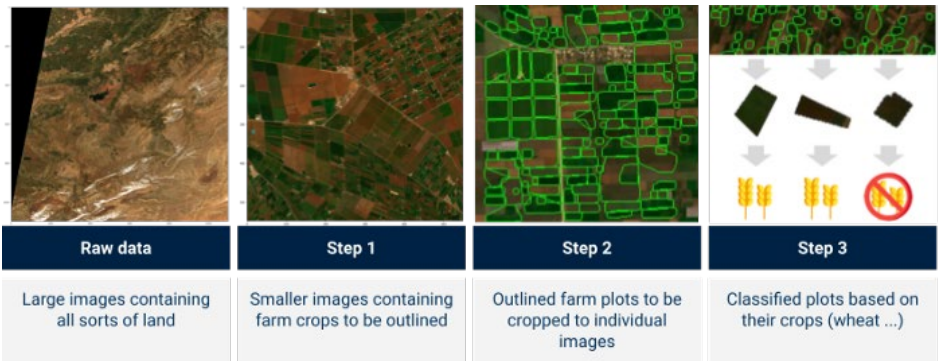 Raw data
Step 1
Step 2
Step 3
Large images containing
all sorts of land
Smaller images containing
farm crops to be outlined
Outlined farm plots to be
cropped to individual
images
Classified plots based on
their crops (wheat ...)